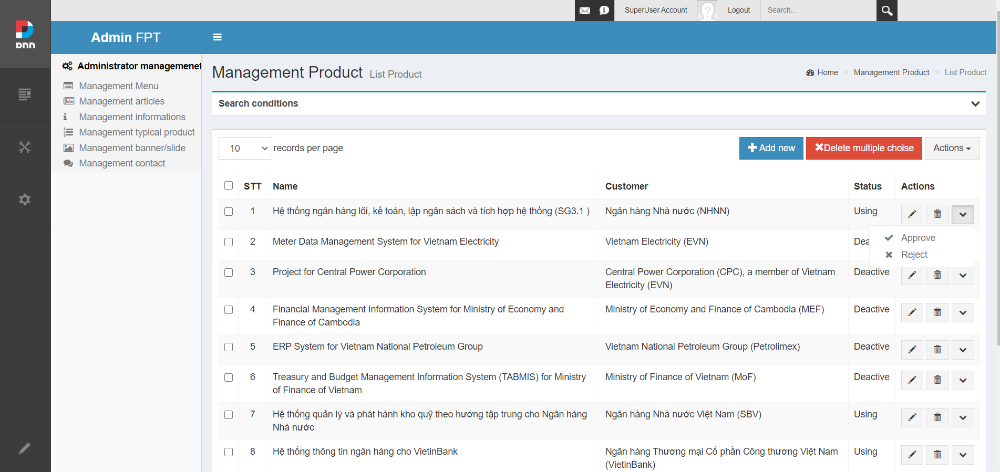 SuperUser Account
Logout
Search...
DNN
Admin FPT
Administrator managemenet
Management Menu
Management articles
Management informations
Management typical product
Management banner/slide
Management contact
Management Product List Product
Home > Management Product > List Product
Search conditions
10 records per page
Add new
Delete multiple choise
Actions
STT Name Customer Status Actions
1 Hệ thống ngân hàng lõi, kế toán, lập ngân sách và tích hợp hệ thống (SG3.1 ) Ngân hàng Nhà nước (NHNN) Using
Approve
Reject
2 Meter Data Management System for Vietnam Electricity Vietnam Electricity (EVN) Dea
3 Project for Central Power Corporation Central Power Corporation (CPC), a member of Vietnam Deactive
Electricity (EVN)
4 Financial Management Information System for Ministry of Economy and Ministry of Economy and Finance of Cambodia (MEF) Deactive
Finance of Cambodia
5 ERP System for Vietnam National Petroleum Group Vietnam National Petroleum Group (Petrolimex) Deactive
6 Treasury and Budget Management Information System (TABMIS) for Ministry Ministry of Finance of Vietnam (MoF) Deactive
of Finance of Vietnam
7 Hệ thống quản lý và phát hành kho quỹ theo hướng tập trung cho Ngân hàng Ngân hàng Nhà nước Việt Nam (SBV) Using
Nhà nước
8 Hệ thống thông tin ngân hàng cho VietinBank Ngân hàng Thương mại Cổ phần Công thương Việt Nam Using
(VietinBank)